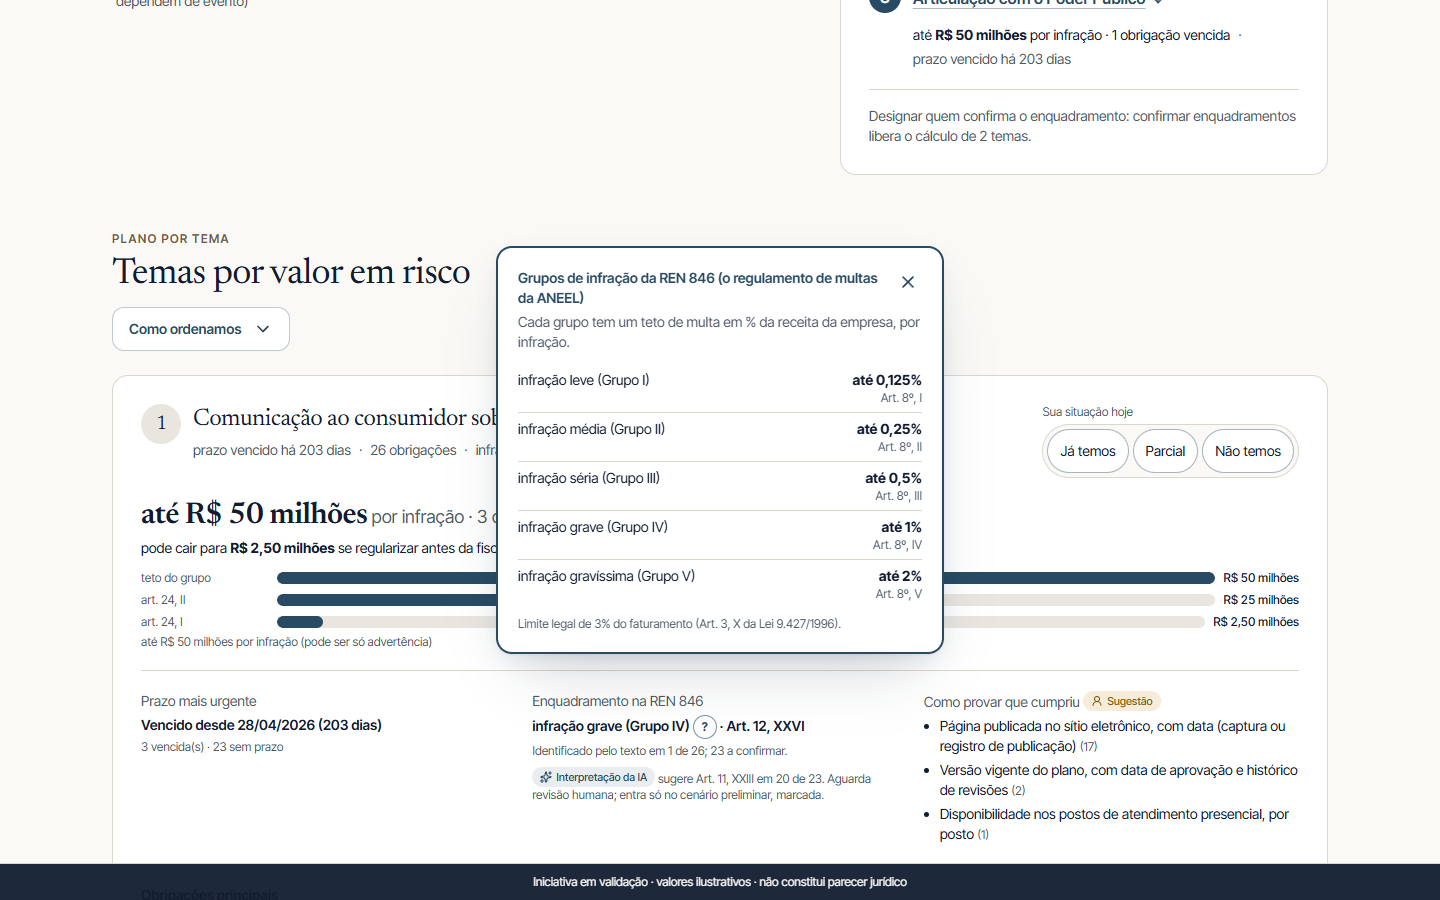 dependem de evento)
Articulação com o Poder Público
até R$ 50 milhões por infração · 1 obrigação vencida ·
prazo vencido há 203 dias
Designar quem confirma o enquadramento: confirmar enquadramentos
libera o cálculo de 2 temas.
PLANO POR TEMA
Temas por valor em risco
Como ordenamos
Grupos de infração da REN 846 (o regulamento de multas
da ANEEL)
Cada grupo tem um teto de multa em % da receita da empresa, por
infração.
infração leve (Grupo I) até 0,125%
Art. 8º, I
infração média (Grupo II) até 0,25%
Art. 8º, II
infração séria (Grupo III) até 0,5%
Art. 8º, III
infração grave (Grupo IV) até 1%
Art. 8º, IV
infração gravíssima (Grupo V) até 2%
Art. 8º, V
Limite legal de 3% do faturamento (Art. 3, X da Lei 9.427/1996).
1 Comunicação ao consumidor
prazo vencido há 203 dias · 26 obrigações ·
Sua situação hoje
Já temos Parcial Não temos
até R$ 50 milhões por infração · 3
pode cair para R$ 2,50 milhões se regularizar antes da
teto do grupo R$ 50 milhões
art. 24, II R$ 25 milhões
art. 24, I R$ 2,50 milhões
até R$ 50 milhões por infração (pode ser só advertência)
Prazo mais urgente
Vencido desde 28/04/2026 (203 dias)
3 vencida(s) · 23 sem prazo
Enquadramento na REN 846
infração grave (Grupo IV) ? · Art. 12, XXVI
Identificado pelo texto em 1 de 26; 23 a confirmar.
Interpretação da IA sugere Art. 11, XXIII em 20 de 23. Aguarda
revisão humana; entra só no cenário preliminar, marcada.
Como provar que cumpriu Sugestão
• Página publicada no sítio eletrônico, com data (captura ou
registro de publicação) (17)
• Versão vigente do plano, com data de aprovação e histórico
de revisões (2)
• Disponibilidade nos postos de atendimento presencial, por
posto (1)
Obrigações principais
Iniciativa em validação · valores ilustrativos · não constitui parecer jurídico